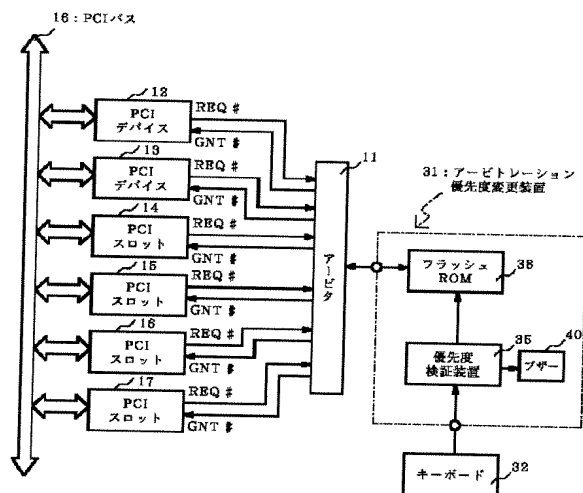 16：PCIバス
12
PCI
デバイス
REQ #
GNT #
13
PCI
デバイス
REQ #
GNT #
14
PCI
スロット
REQ #
GNT #
15
PCI
スロット
REQ #
GNT #
16
PCI
スロット
REQ #
GNT #
17
PCI
スロット
REQ #
GNT #
11
アービタ
31：アービトレーション
優先度変更装置
フラッシュ
ROM
36
優先度
検証装置
35
ブザー
40
キーボード
32